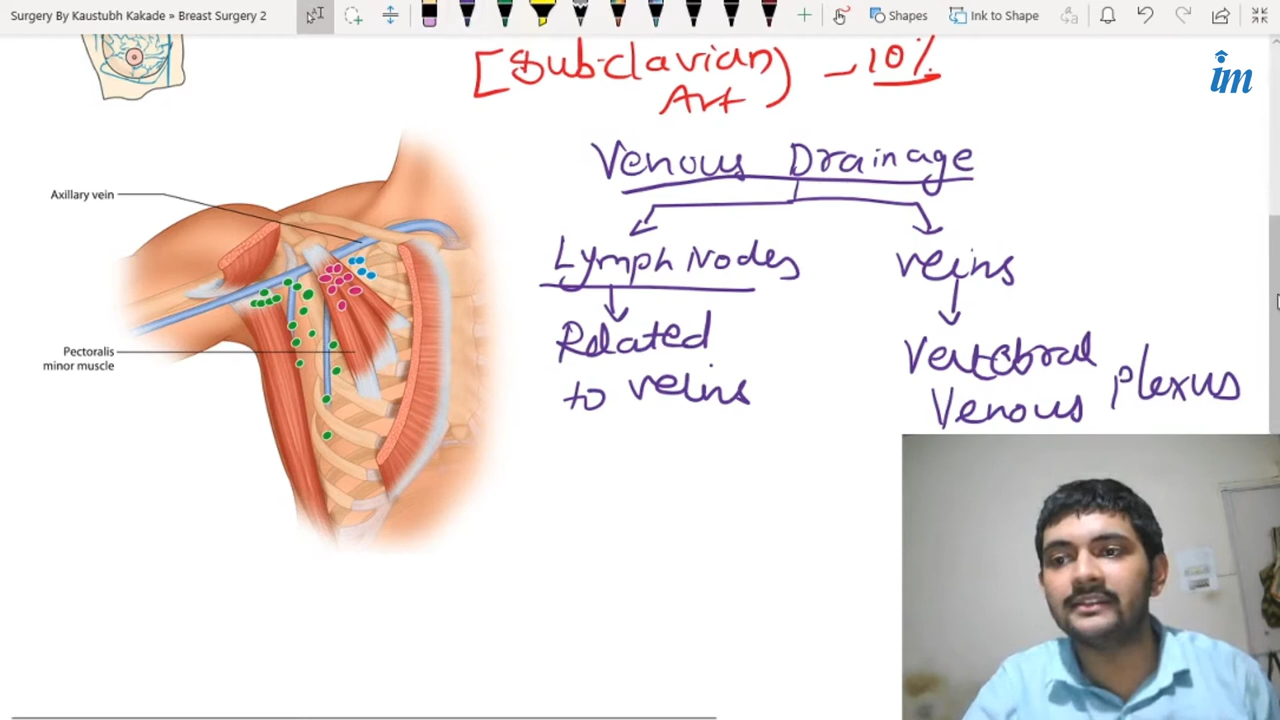 Surgery By Kaustubh Kakade » Breast Surgery 2
Shapes
Ink to Shape
im
[Sub-clavian) - 10%
Art
Venous Drainage
Lymph Nodes
Veins
Related
to veins
Vertebral
Venous Plexus
Axillary vein
Pectoralis
minor muscle